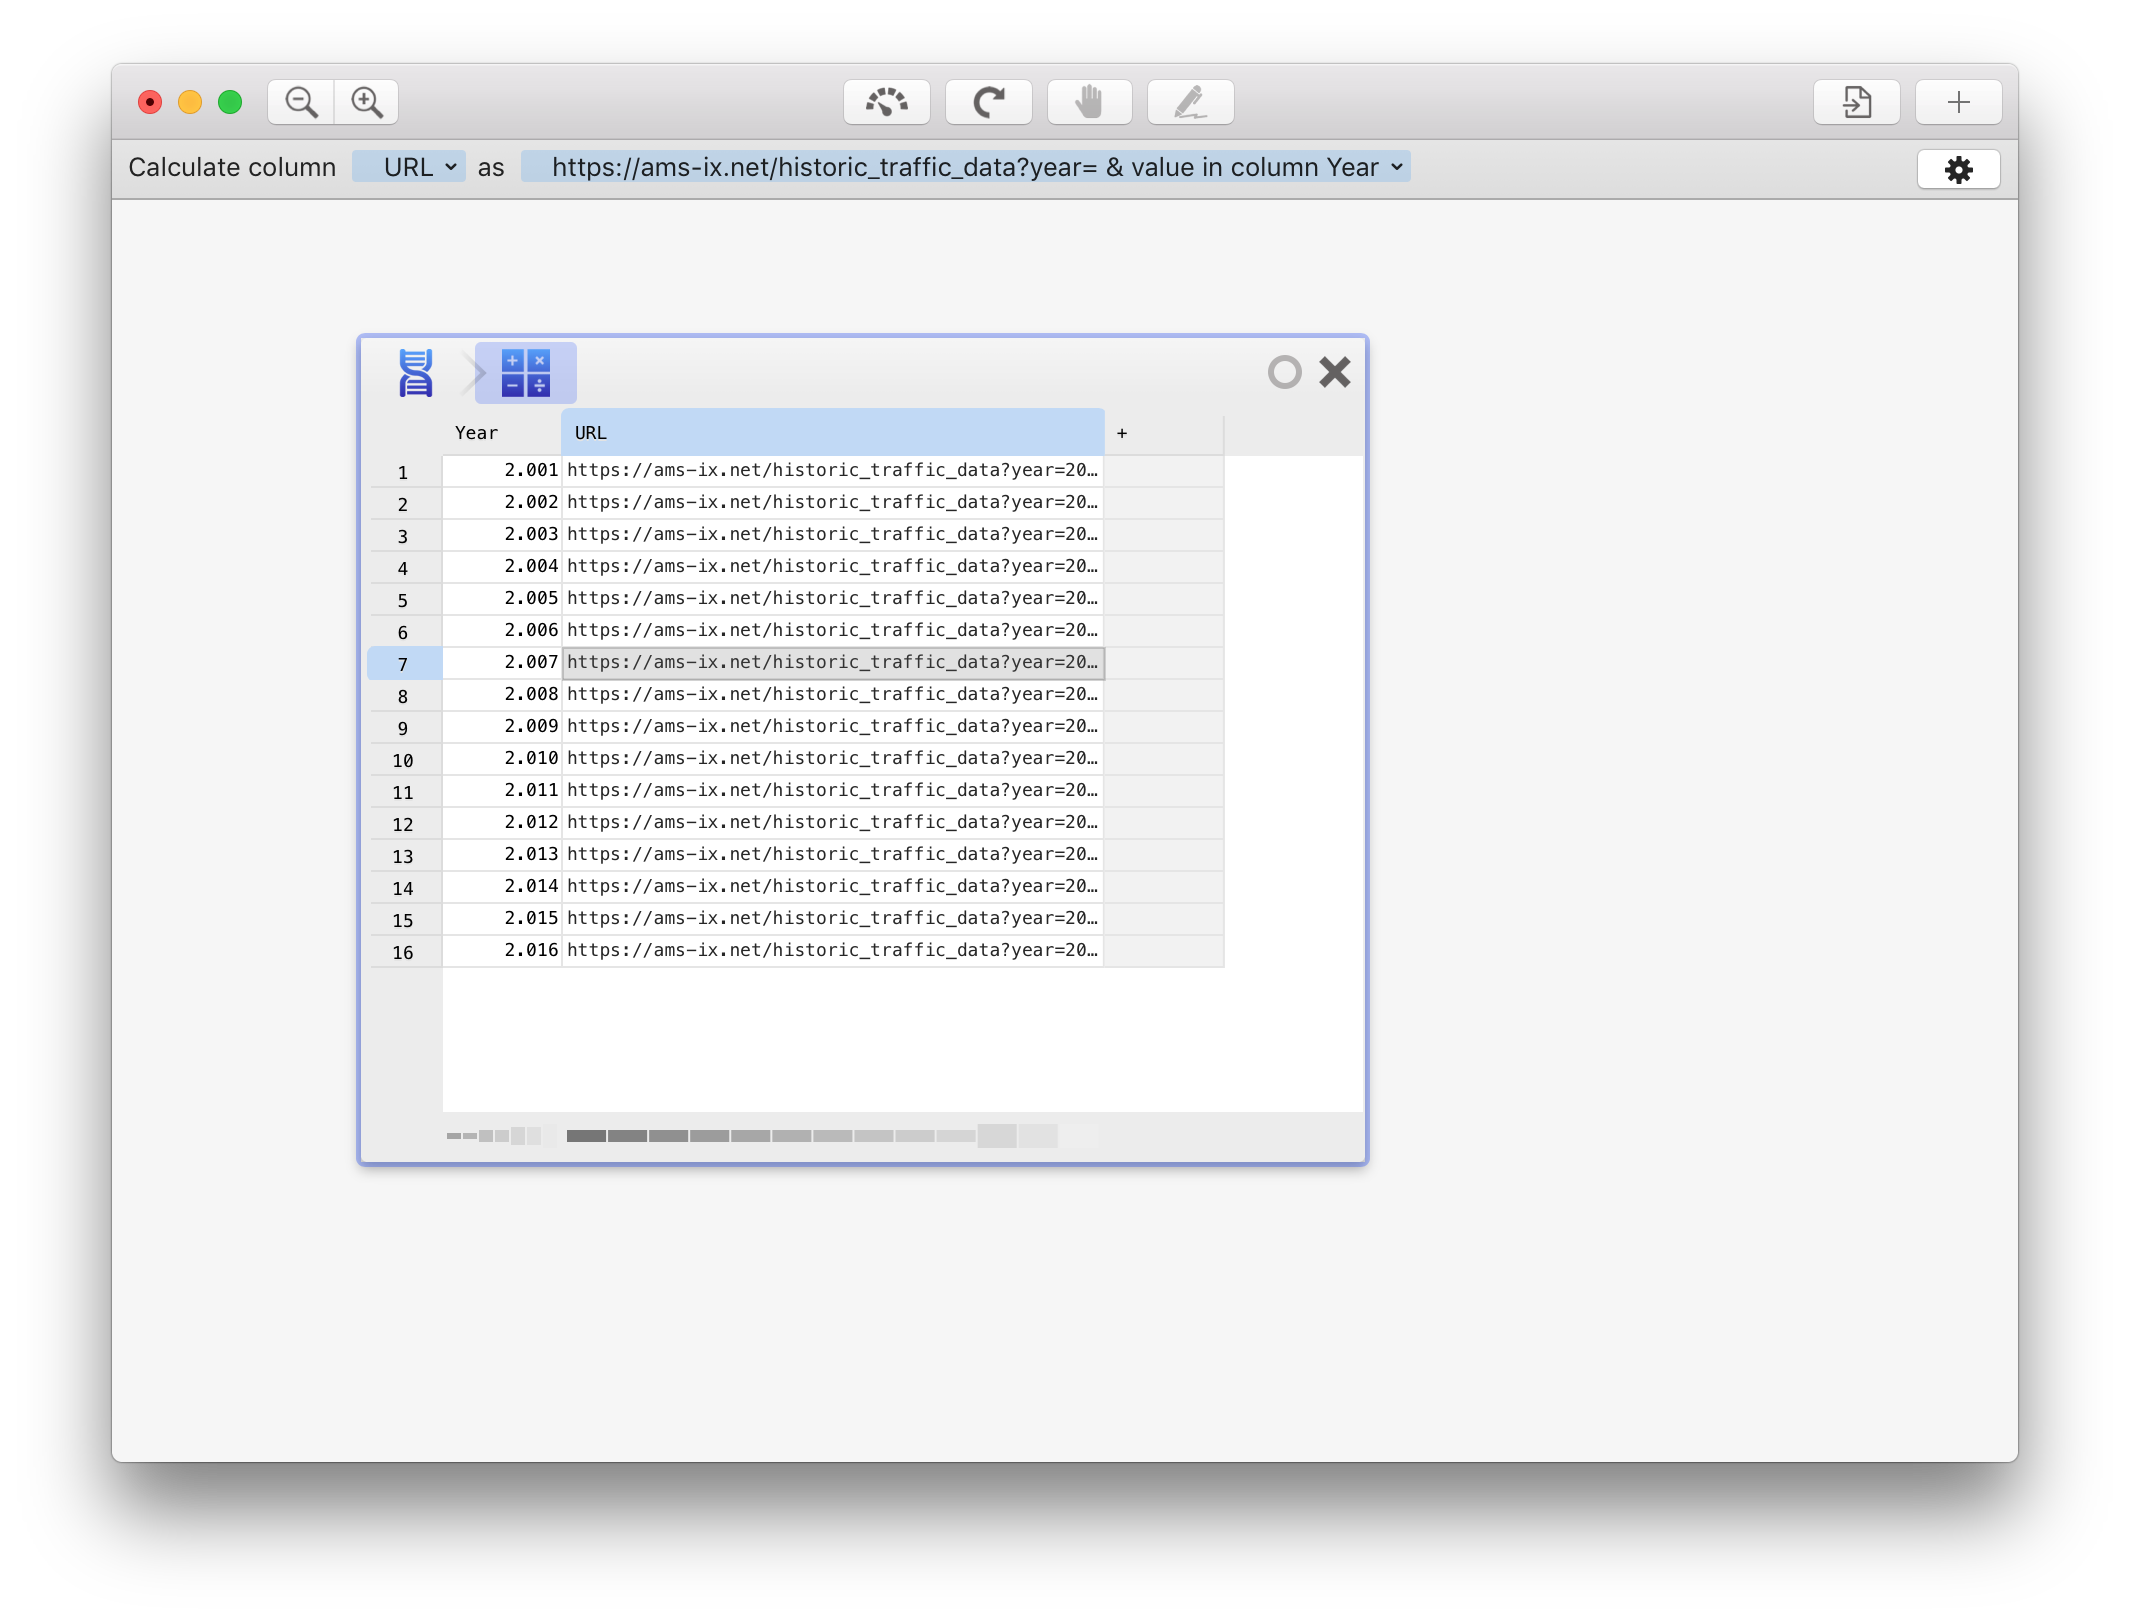 Calculate column URL as https://ams-ix.net/historic_traffic_data?year= & value in column Year
Year URL +
1 2.001 https://ams-ix.net/historic_traffic_data?year=20…
2 2.002 https://ams-ix.net/historic_traffic_data?year=20…
3 2.003 https://ams-ix.net/historic_traffic_data?year=20…
4 2.004 https://ams-ix.net/historic_traffic_data?year=20…
5 2.005 https://ams-ix.net/historic_traffic_data?year=20…
6 2.006 https://ams-ix.net/historic_traffic_data?year=20…
7 2.007 https://ams-ix.net/historic_traffic_data?year=20…
8 2.008 https://ams-ix.net/historic_traffic_data?year=20…
9 2.009 https://ams-ix.net/historic_traffic_data?year=20…
10 2.010 https://ams-ix.net/historic_traffic_data?year=20…
11 2.011 https://ams-ix.net/historic_traffic_data?year=20…
12 2.012 https://ams-ix.net/historic_traffic_data?year=20…
13 2.013 https://ams-ix.net/historic_traffic_data?year=20…
14 2.014 https://ams-ix.net/historic_traffic_data?year=20…
15 2.015 https://ams-ix.net/historic_traffic_data?year=20…
16 2.016 https://ams-ix.net/historic_traffic_data?year=20…